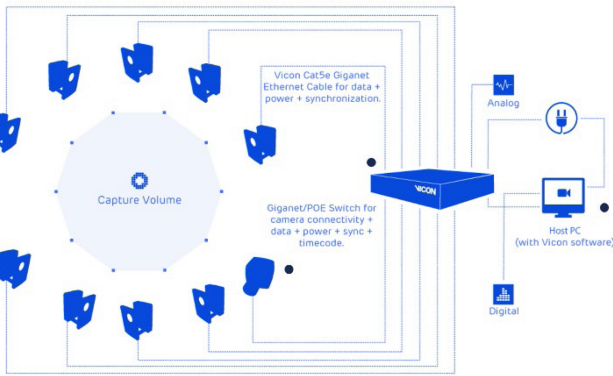 Vicon Cat5e Giganet
Ethernet Cable for data +
power + synchronization.
Analog
Capture Volume
VICON
Giganet/POE Switch for
camera connectivity +
data + power + sync +
timecode.
Host PC
(with Vicon software)
Digital